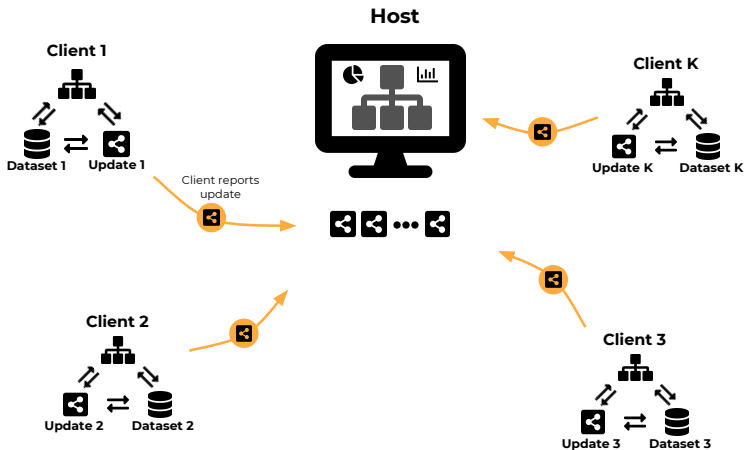 Host
Client 1
Dataset 1
Update 1
Client K
Update K
Dataset K
Client reports
update
Client 2
Update 2
Dataset 2
Client 3
Update 3
Dataset 3